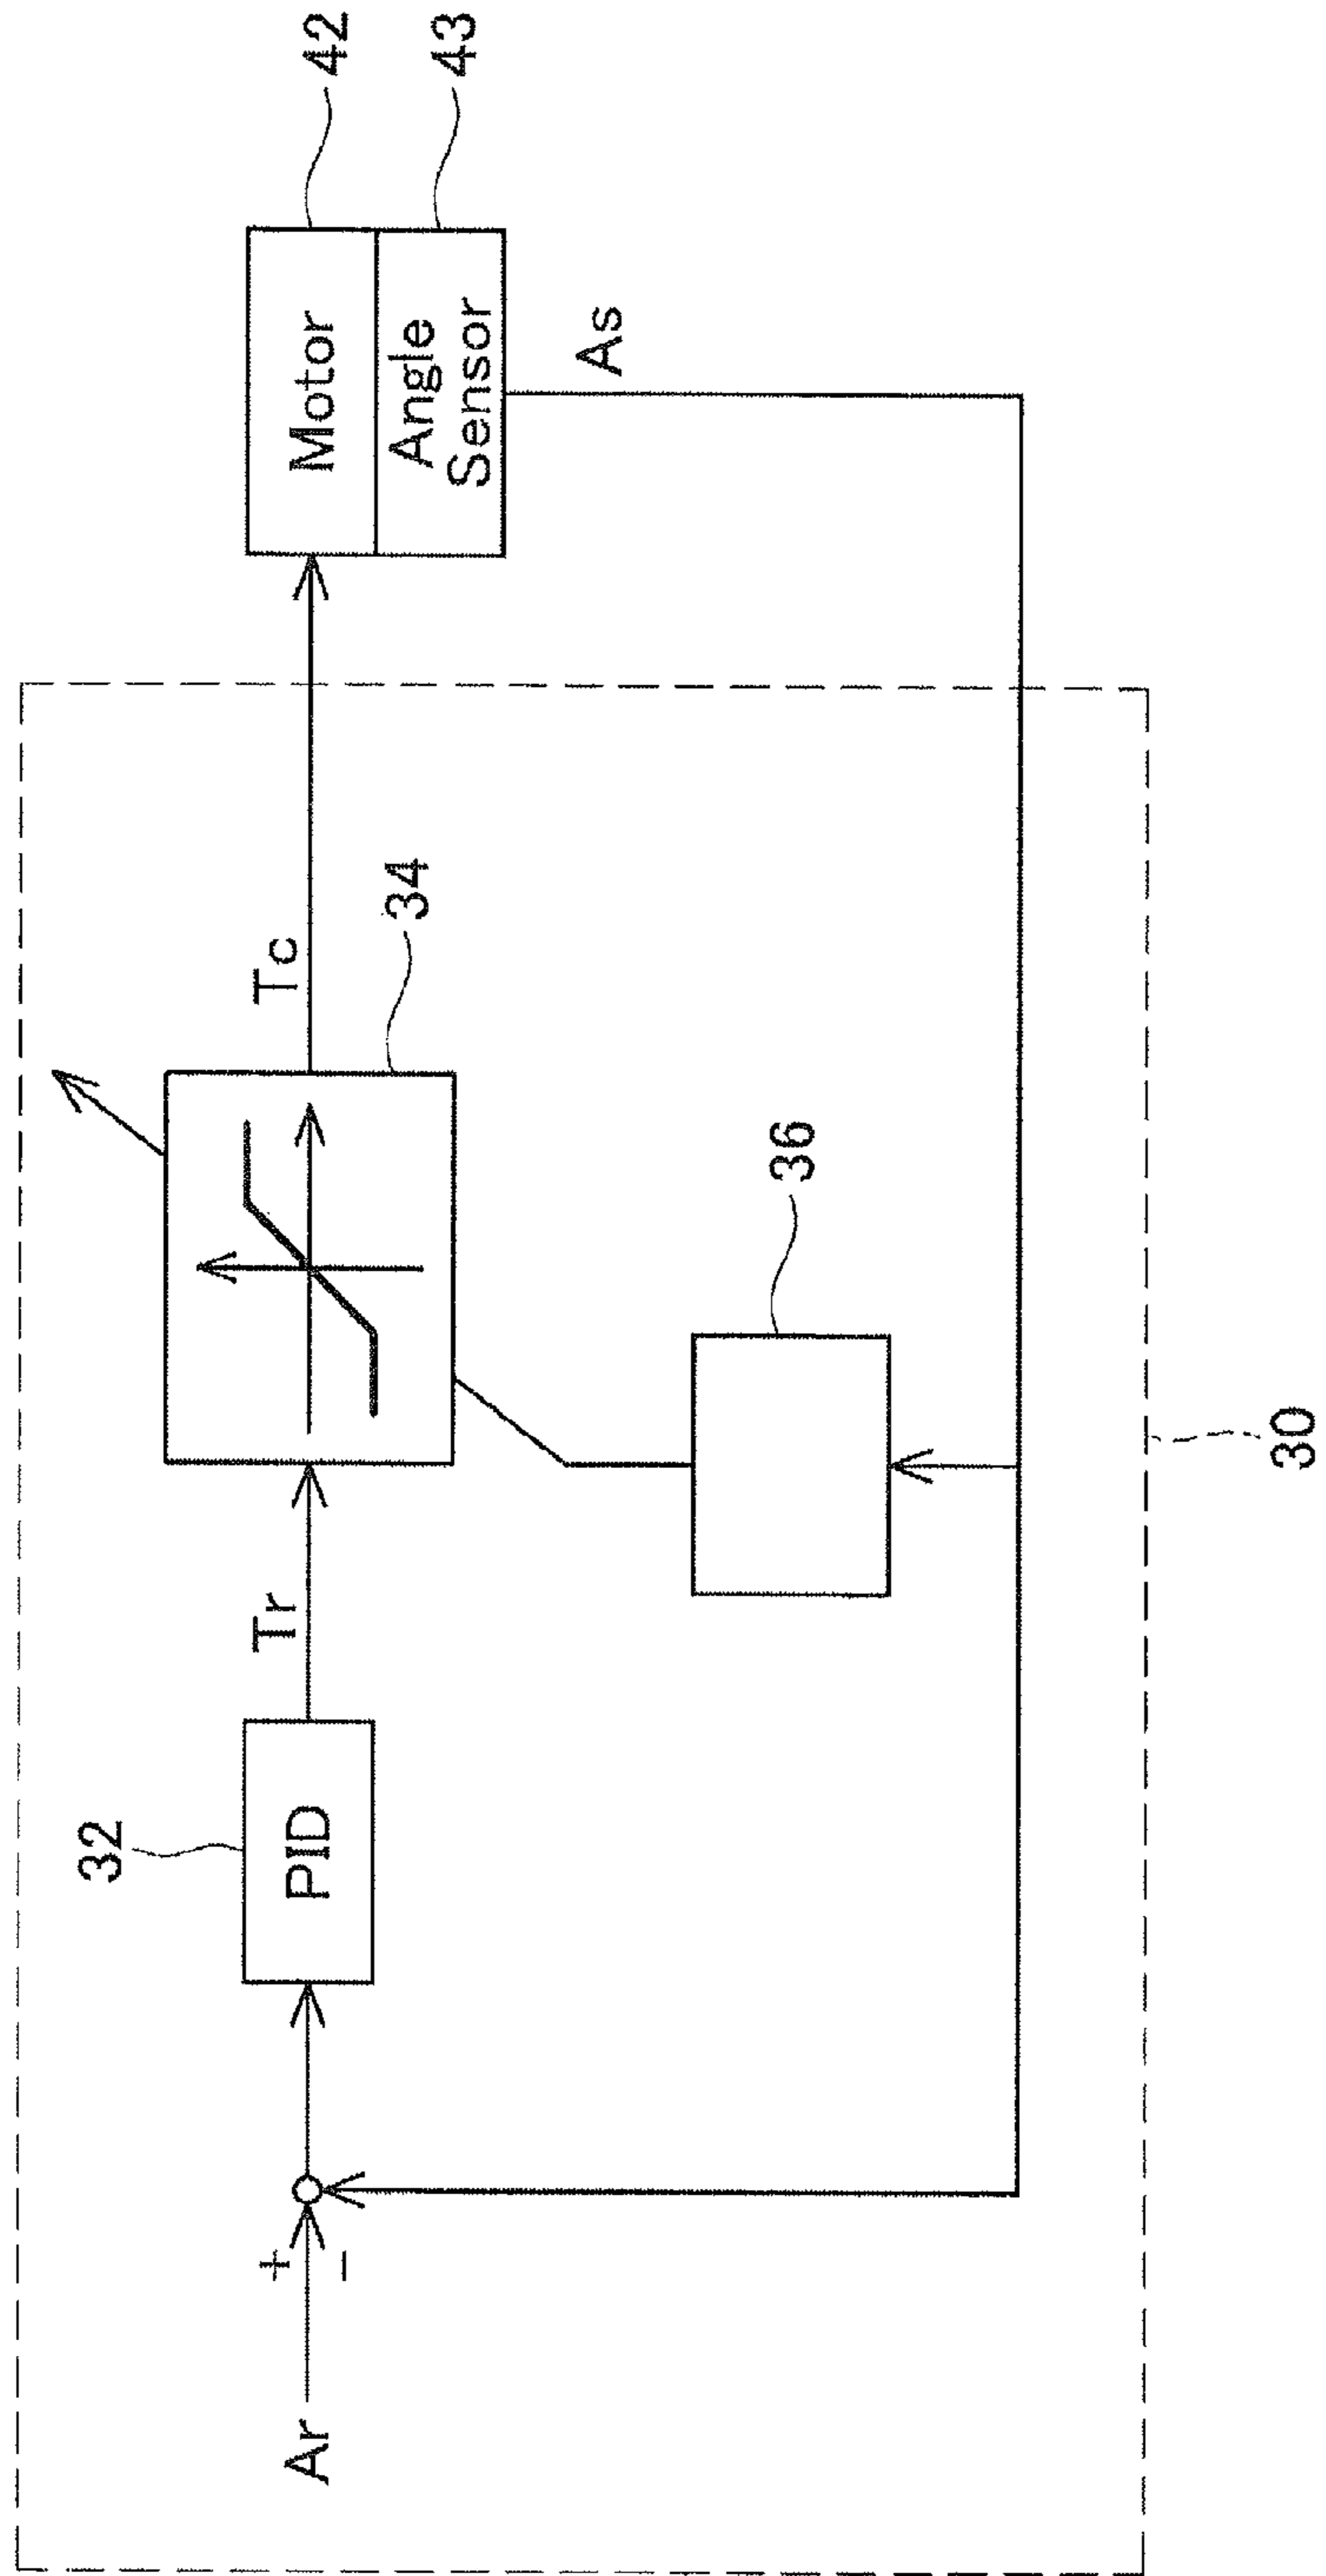 Ar
+
−
32
PID
Tr
34
Tc
36
Motor
Angle
Sensor
42
43
As
30